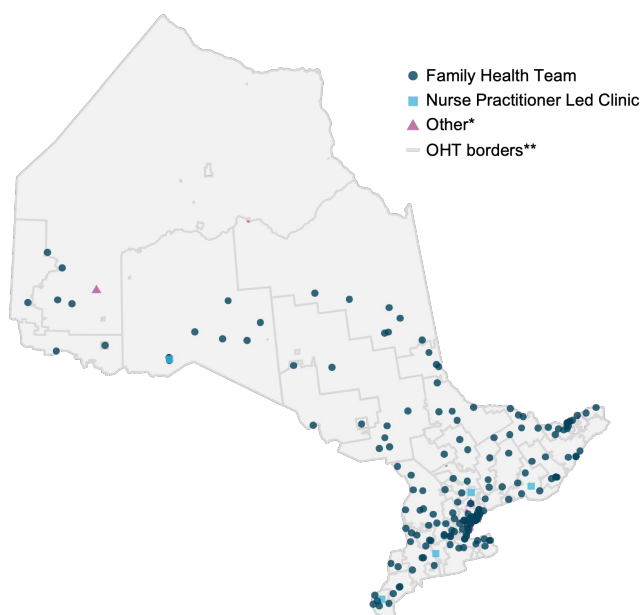 Family Health Team
Nurse Practitioner Led Clinic
Other*
OHT borders**